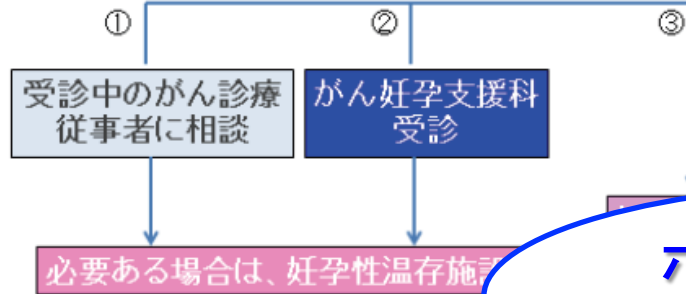 ① ② ③
受診中のがん診療
従事者に相談
がん妊孕支援科
受診
必要ある場合は、妊孕性温存施設